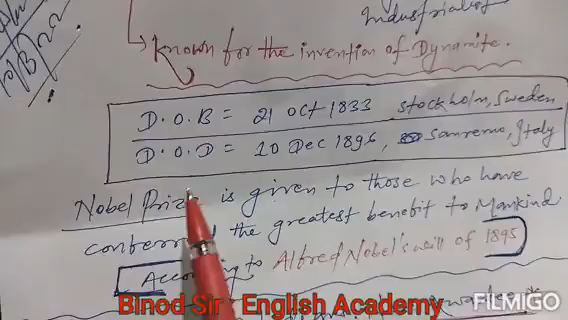 Industrialist
Known for the invention of Dynamite.
D.O.B = 21 Oct 1833 Stockholm, Sweden
D.O.D = 10 Dec 1896, Sanremo, Italy
Nobel Prize is given to those who have
conferred the greatest benefit to Mankind
According to Alfred Nobel's will of 1895
Binod Sir English Academy
FILMIGO